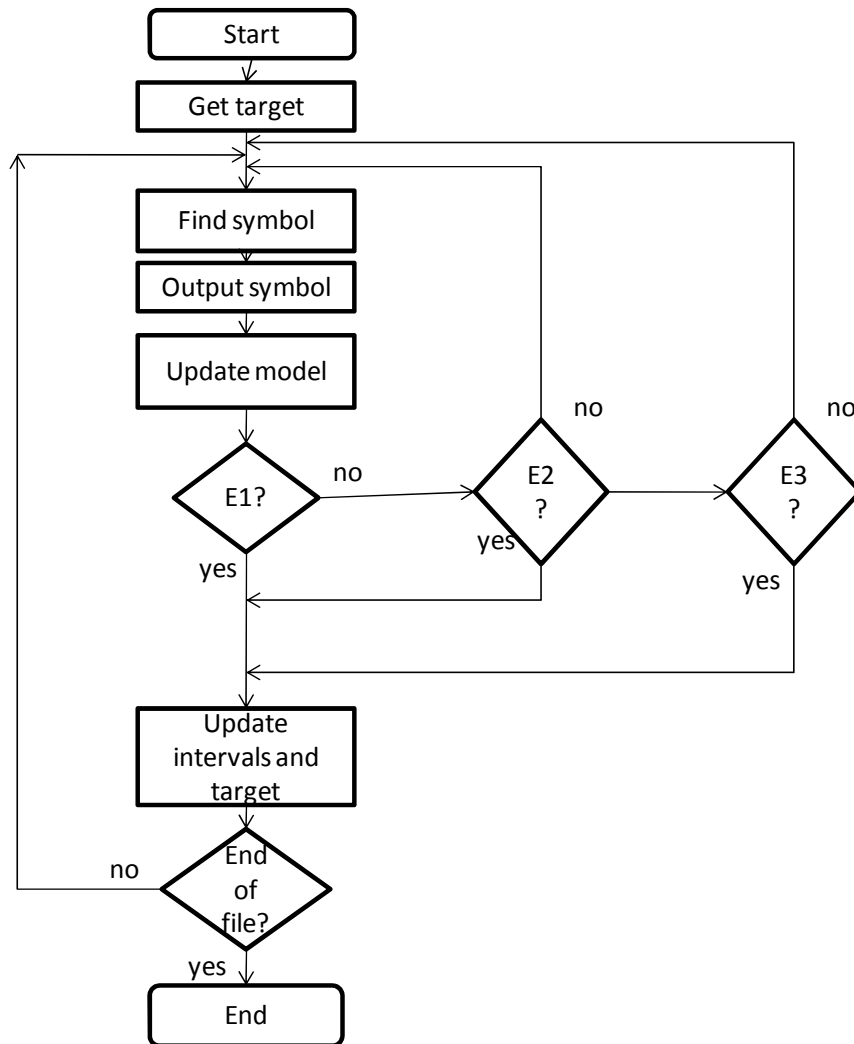 Start
Get target
Find symbol
Output symbol
Update model
no
no
E1?
no
E2
?
E3
?
yes
yes
yes
Update
intervals and
target
no
End
of
file?
yes
End